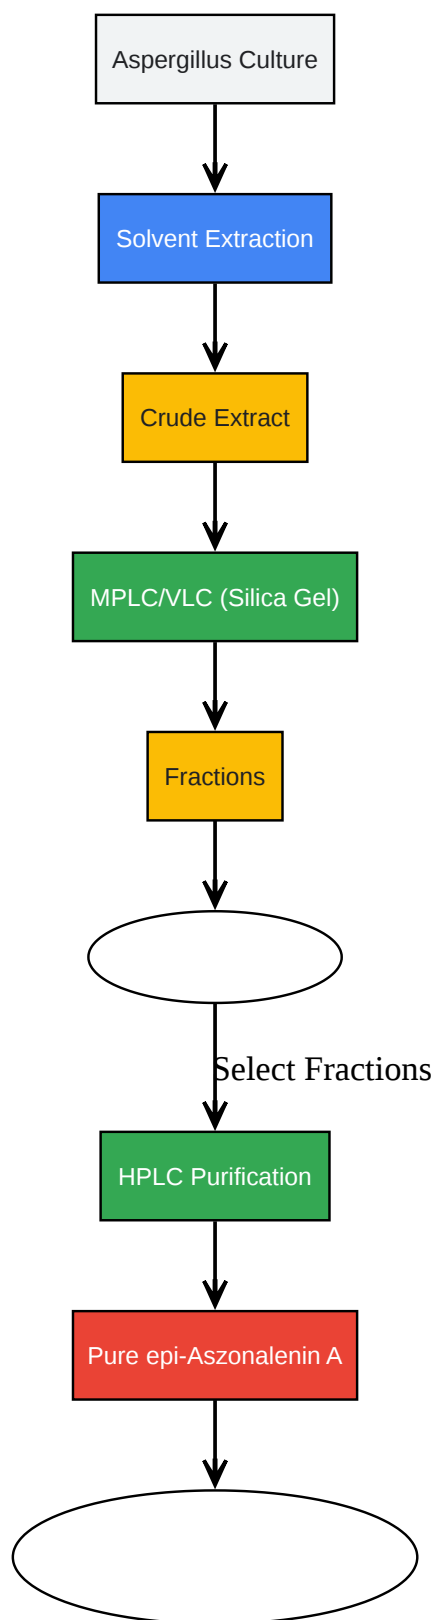 Aspergillus Culture
Solvent Extraction
Crude Extract
MPLC/VLC (Silica Gel)
Fractions
Select Fractions
HPLC Purification
Pure epi-Aszonalenin A